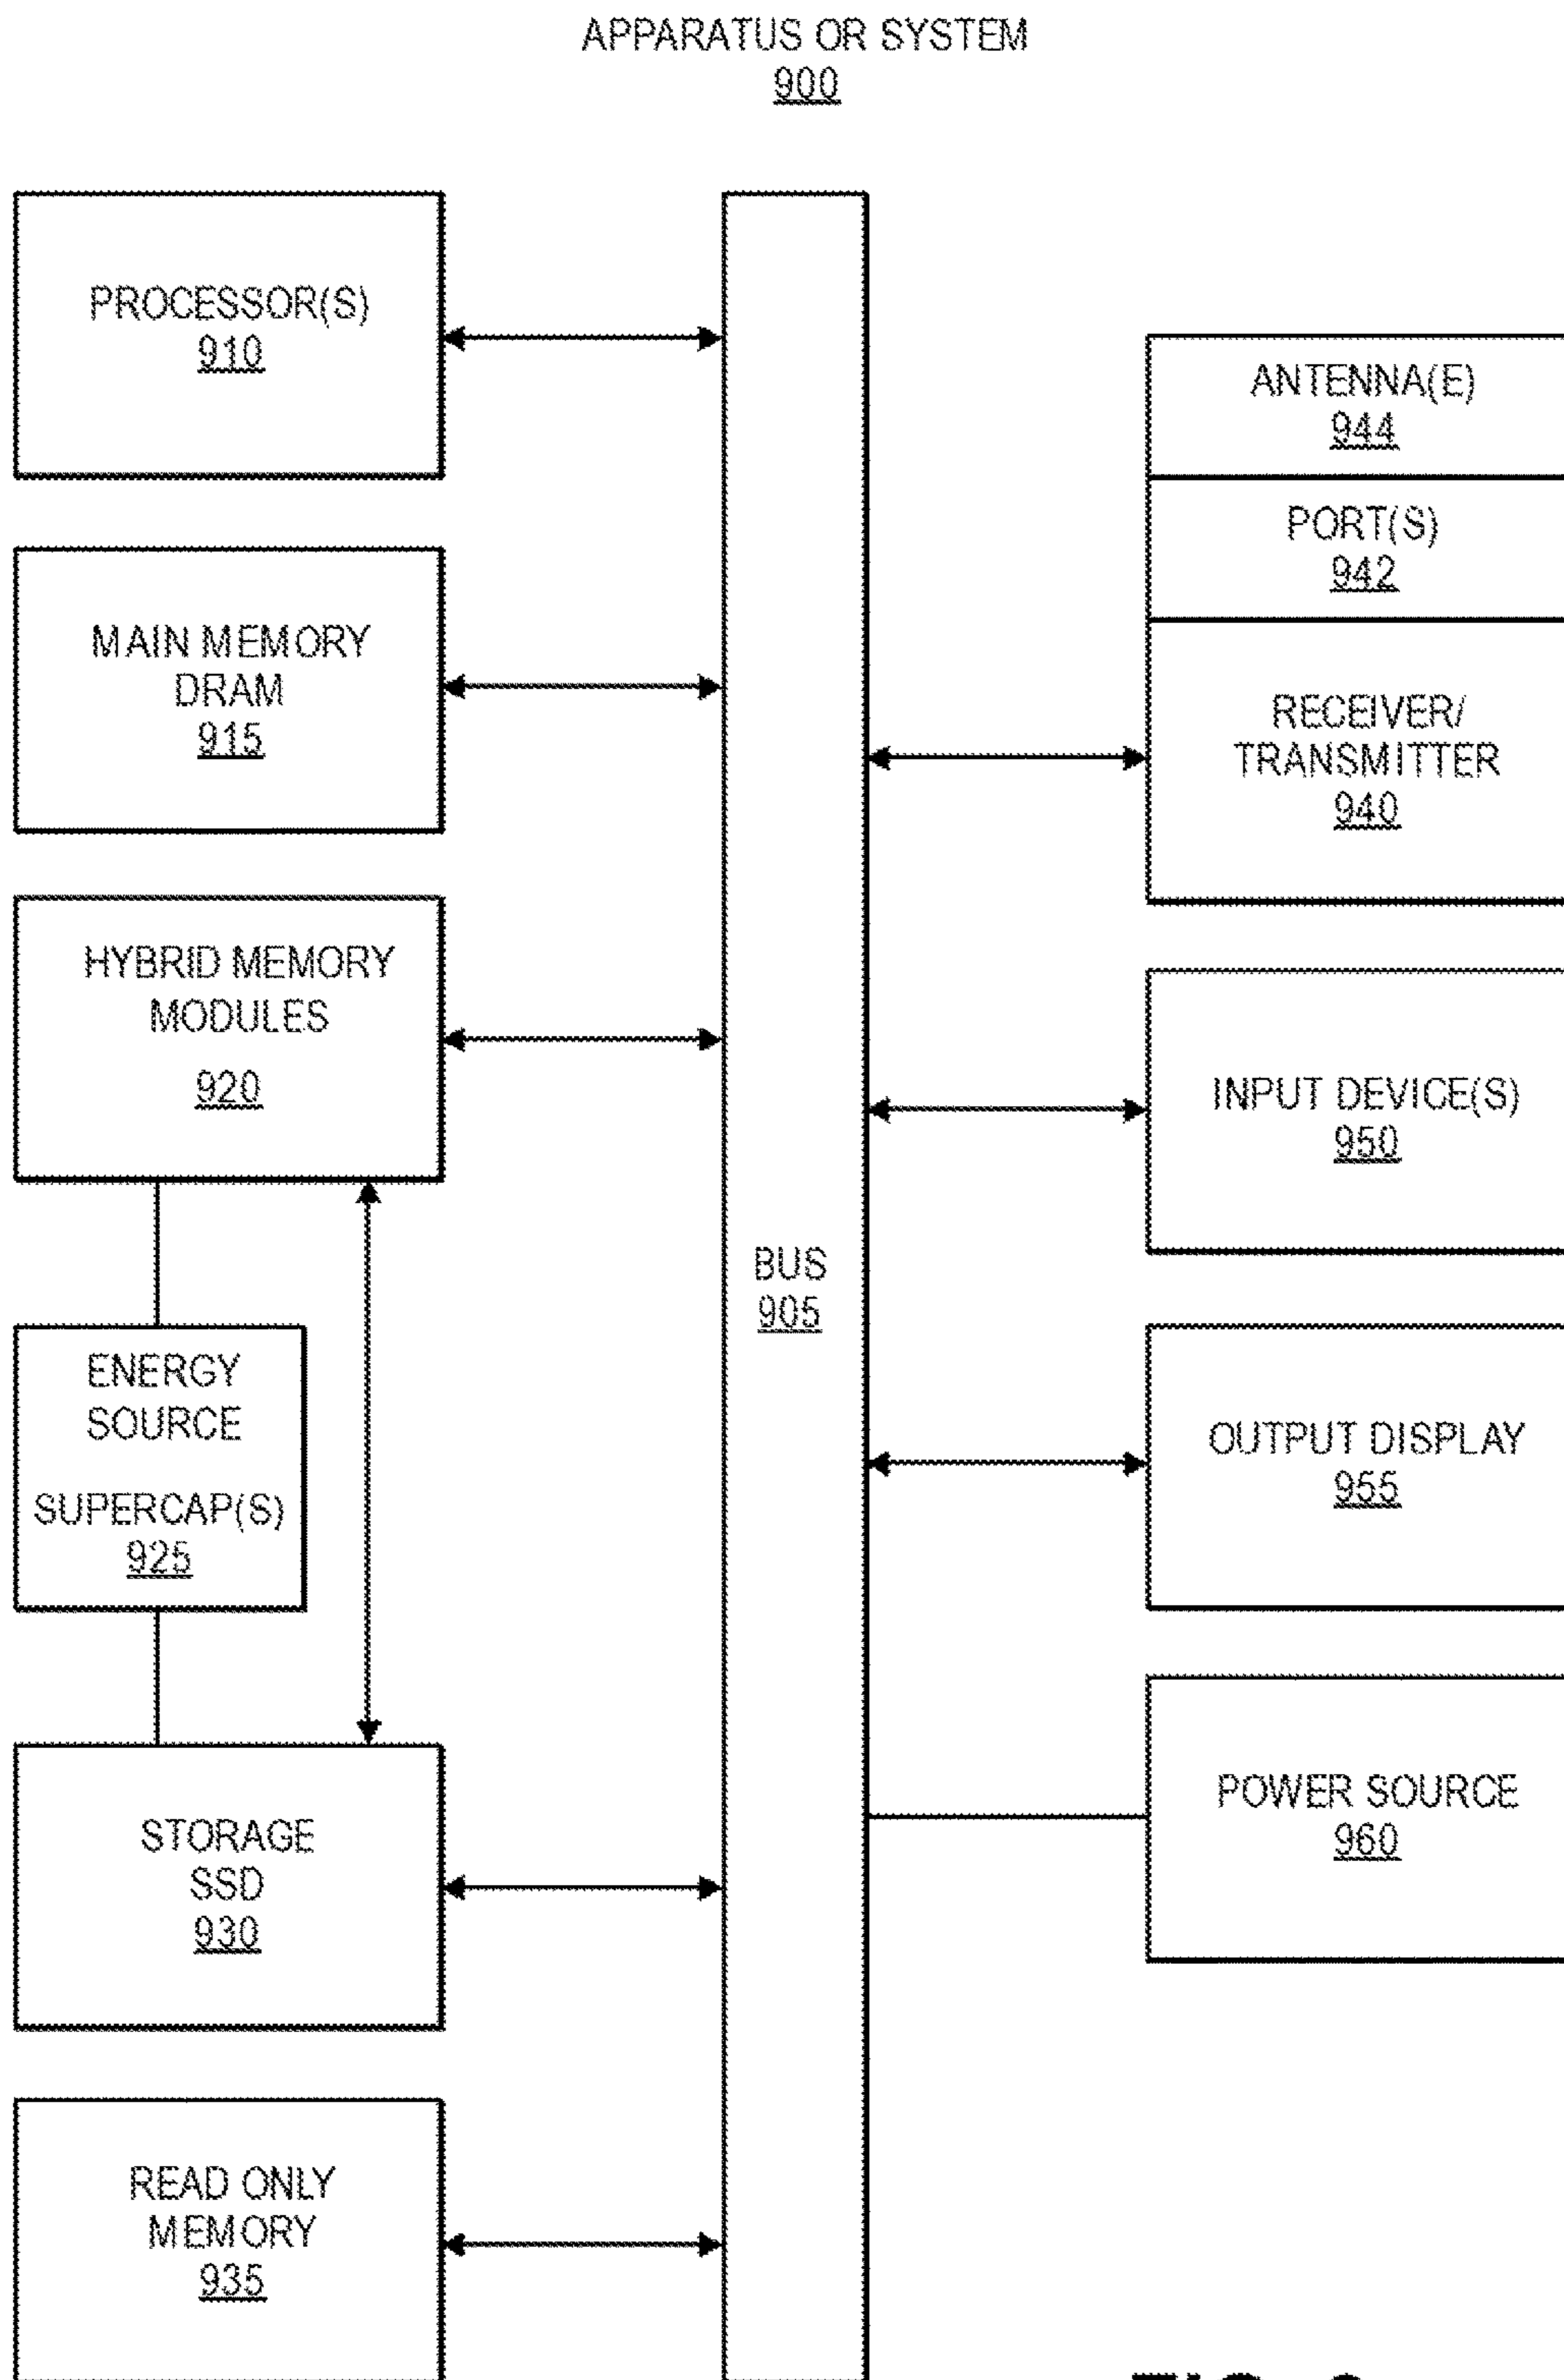 APPARATUS OR SYSTEM
900
PROCESSOR(S)
910
MAIN MEMORY
DRAM
915
HYBRID MEMORY
MODULES
920
ENERGY
SOURCE
SUPERCAP(S)
925
STORAGE
SSD
930
READ ONLY
MEMORY
935
BUS
905
ANTENNA(E)
944
PORT(S)
942
RECEIVER/
TRANSMITTER
940
INPUT DEVICE(S)
950
OUTPUT DISPLAY
955
POWER SOURCE
960